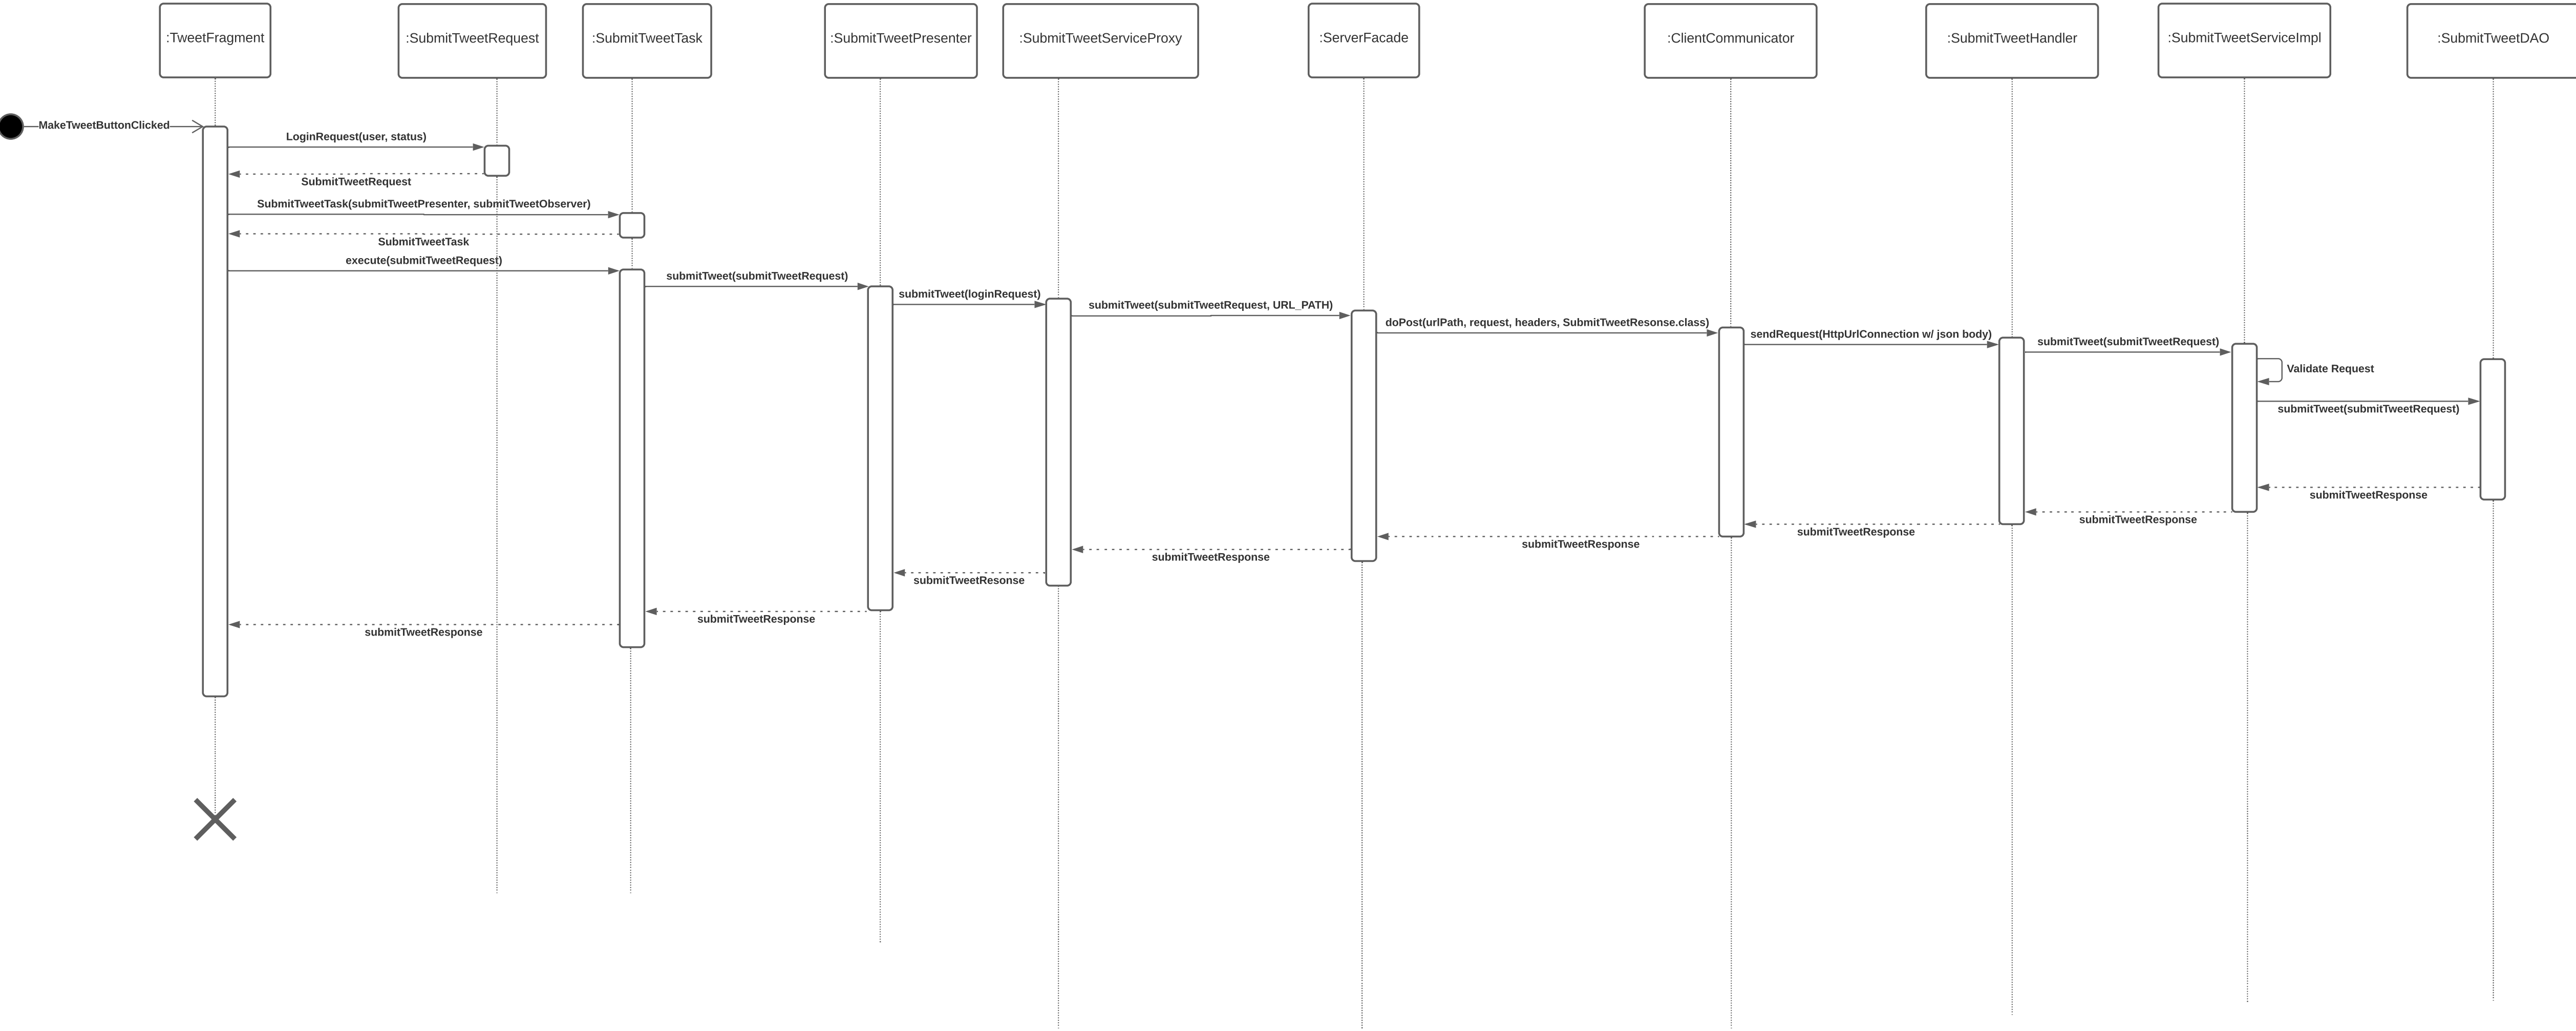 :TweetFragment
:SubmitTweetRequest
:SubmitTweetTask
:SubmitTweetPresenter
:SubmitTweetServiceProxy
:ServerFacade
:ClientCommunicator
:SubmitTweetHandler
:SubmitTweetServiceImpl
:SubmitTweetDAO
MakeTweetButtonClicked
LoginRequest(user, status)
SubmitTweetRequest
SubmitTweetTask(submitTweetPresenter, submitTweetObserver)
SubmitTweetTask
execute(submitTweetRequest)
submitTweet(submitTweetRequest)
submitTweet(loginRequest)
submitTweet(submitTweetRequest, URL_PATH)
doPost(urlPath, request, headers, SubmitTweetResonse.class)
sendRequest(HttpUrlConnection w/ json body)
submitTweet(submitTweetRequest)
Validate Request
submitTweet(submitTweetRequest)
submitTweetResponse
submitTweetResponse
submitTweetResponse
submitTweetResponse
submitTweetResponse
submitTweetResonse
submitTweetResponse
submitTweetResponse